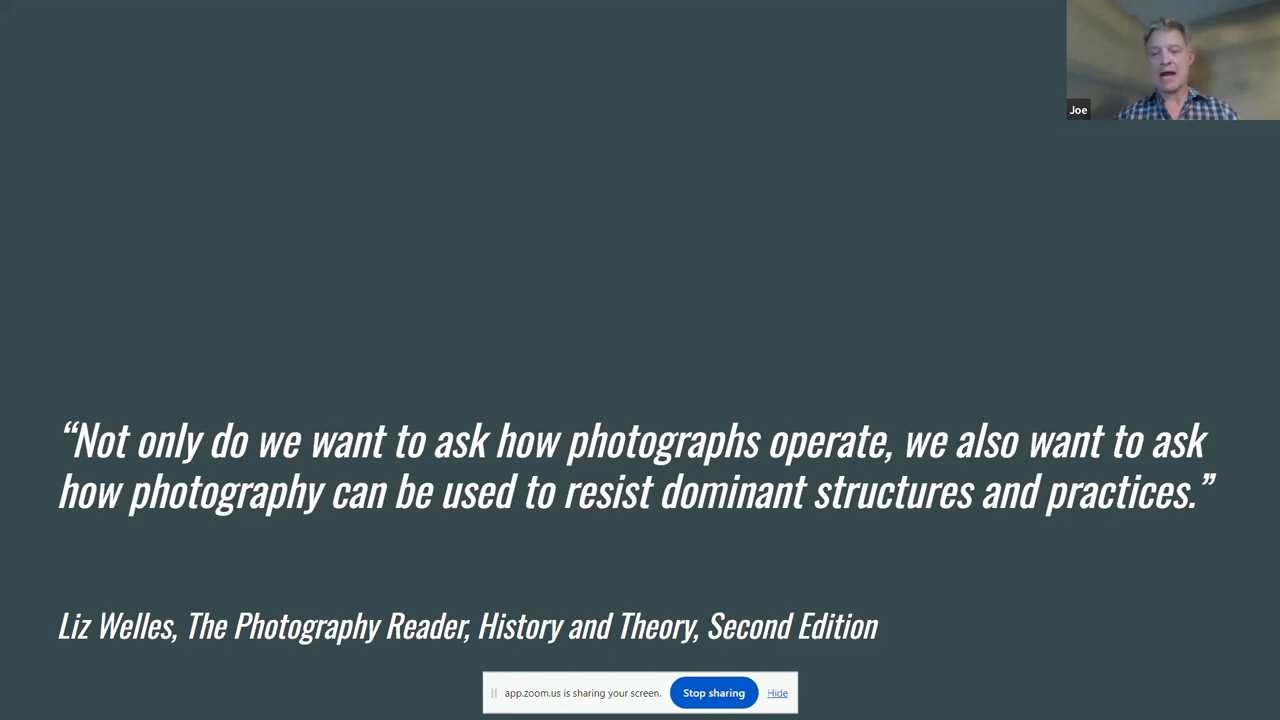 Joe
“Not only do we want to ask how photographs operate, we also want to ask
how photography can be used to resist dominant structures and practices.”
Liz Welles, The Photography Reader, History and Theory, Second Edition
app.zoom.us is sharing your screen. Stop sharing Hide